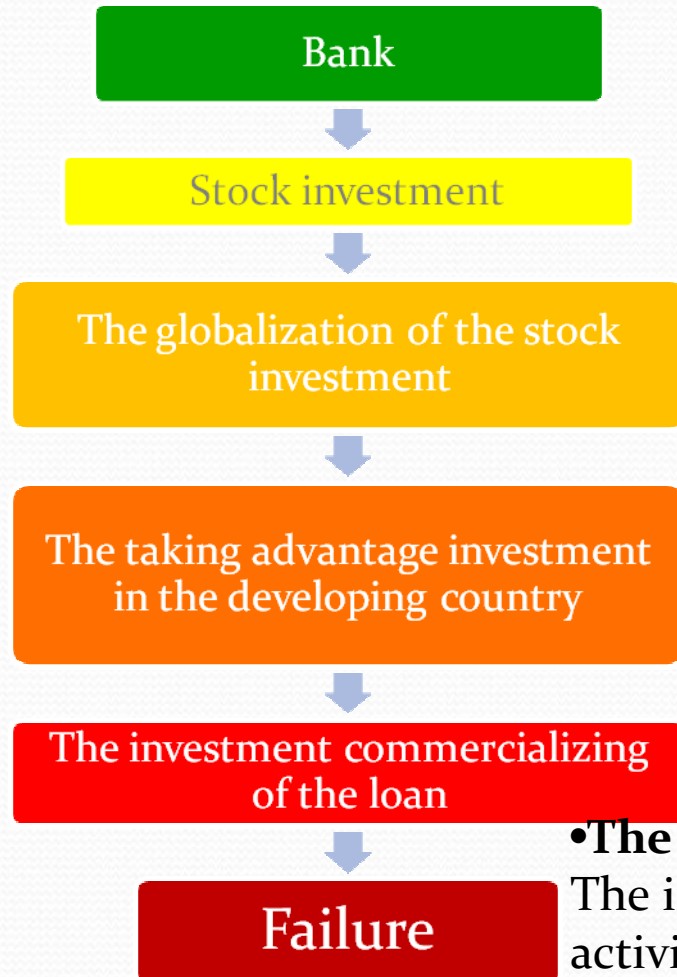 Bank
Stock investment
The globalization of the stock
investment
The taking advantage investment
in the developing country
The investment commercializing
of the loan
•The
The i
Failure
activi